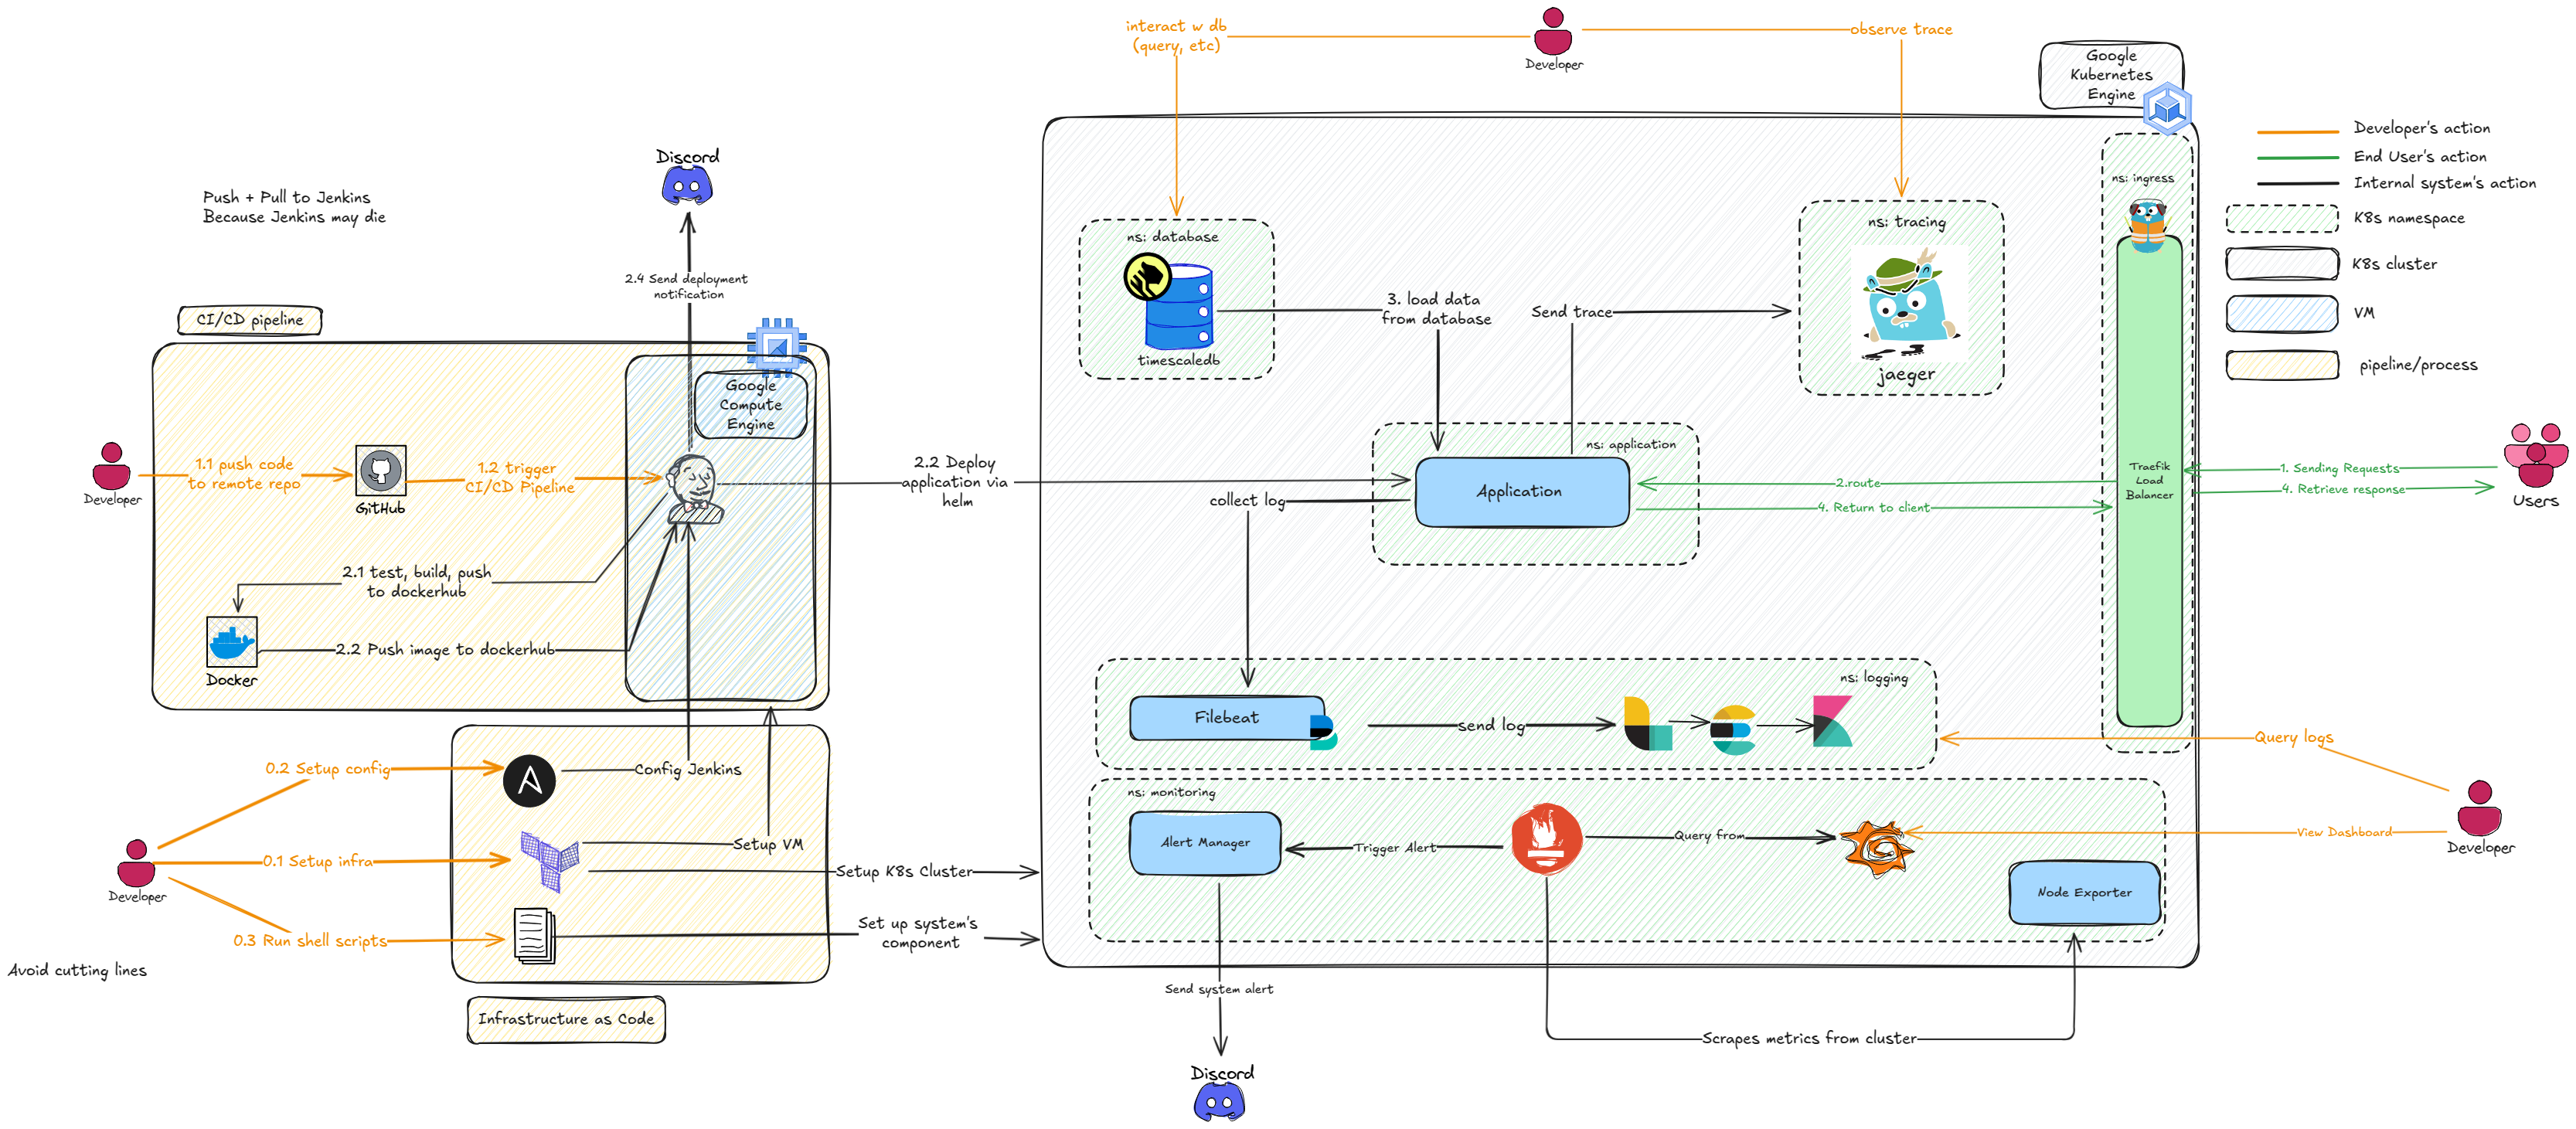 interact w db
(query, etc)
Developer
observe trace
Google
Kubernetes
Engine
Developer's action
End User's action
Internal system's action
K8s namespace
K8s cluster
VM
pipeline/process
Push + Pull to Jenkins
Because Jenkins may die
Discord
2.4 Send deployment
notification
CI/CD pipeline
Google
Compute
Engine
Developer
1.1 push code
to remote repo
GitHub
1.2 trigger
CI/CD Pipeline
2.1 test, build, push
to dockerhub
Docker
2.2 Push image to dockerhub
2.2 Deploy
application via
helm
ns: database
timescaledb
3. load data
from database
Send trace
ns: tracing
jaeger
ns: ingress
Traefik
Load
Balancer
ns: application
Application
collect log
2.route
4. Return to client
1. Sending Requests
4. Retrieve response
Users
ns: logging
Filebeat
send log
Query logs
Developer
View Dashboard
ns: monitoring
Alert Manager
Trigger Alert
Query from
Node Exporter
Send system alert
Discord
Scrapes metrics from cluster
0.2 Setup config
0.1 Setup infra
0.3 Run shell scripts
Developer
Config Jenkins
Setup VM
Setup K8s Cluster
Set up system's
component
Infrastructure as Code
Avoid cutting lines